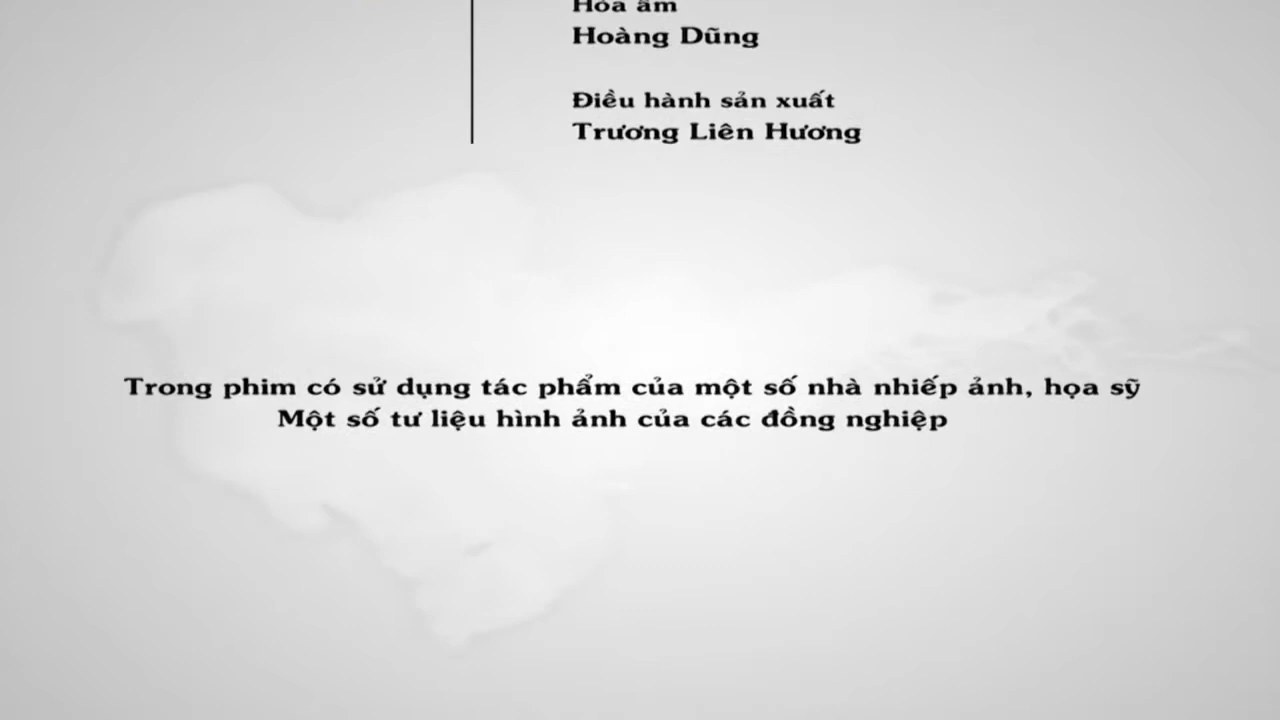 Hòa âm
Hoàng Dũng
Điều hành sản xuất
Trương Liên Hương
Trong phim có sử dụng tác phẩm của một số nhà nhiếp ảnh, họa sỹ
Một số tư liệu hình ảnh của các đồng nghiệp